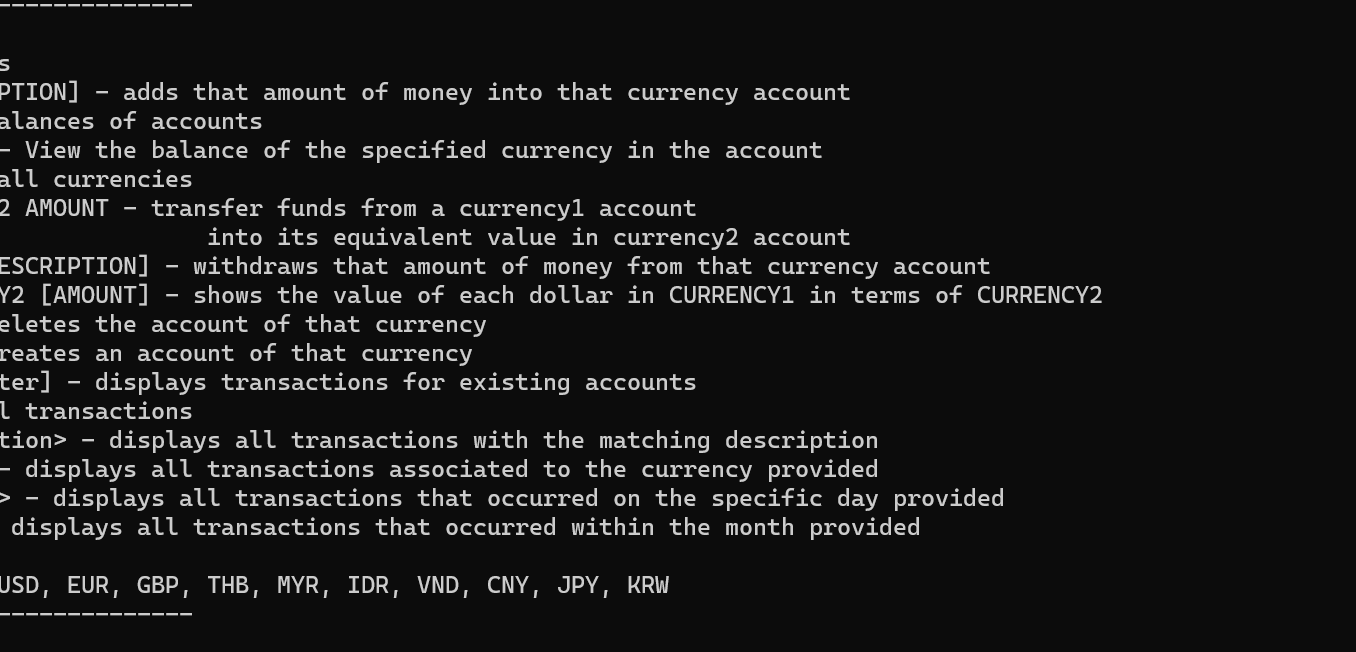 s
PTION] - adds that amount of money into that currency account
alances of accounts
- View the balance of the specified currency in the account
all currencies
2 AMOUNT - transfer funds from a currency1 account
into its equivalent value in currency2 account
ESCRIPTION] - withdraws that amount of money from that currency account
Y2 [AMOUNT] - shows the value of each dollar in CURRENCY1 in terms of CURRENCY2
eletes the account of that currency
reates an account of that currency
ter] - displays transactions for existing accounts
l transactions
tion> - displays all transactions with the matching description
- displays all transactions associated to the currency provided
> - displays all transactions that occurred on the specific day provided
displays all transactions that occurred within the month provided
USD, EUR, GBP, THB, MYR, IDR, VND, CNY, JPY, KRW